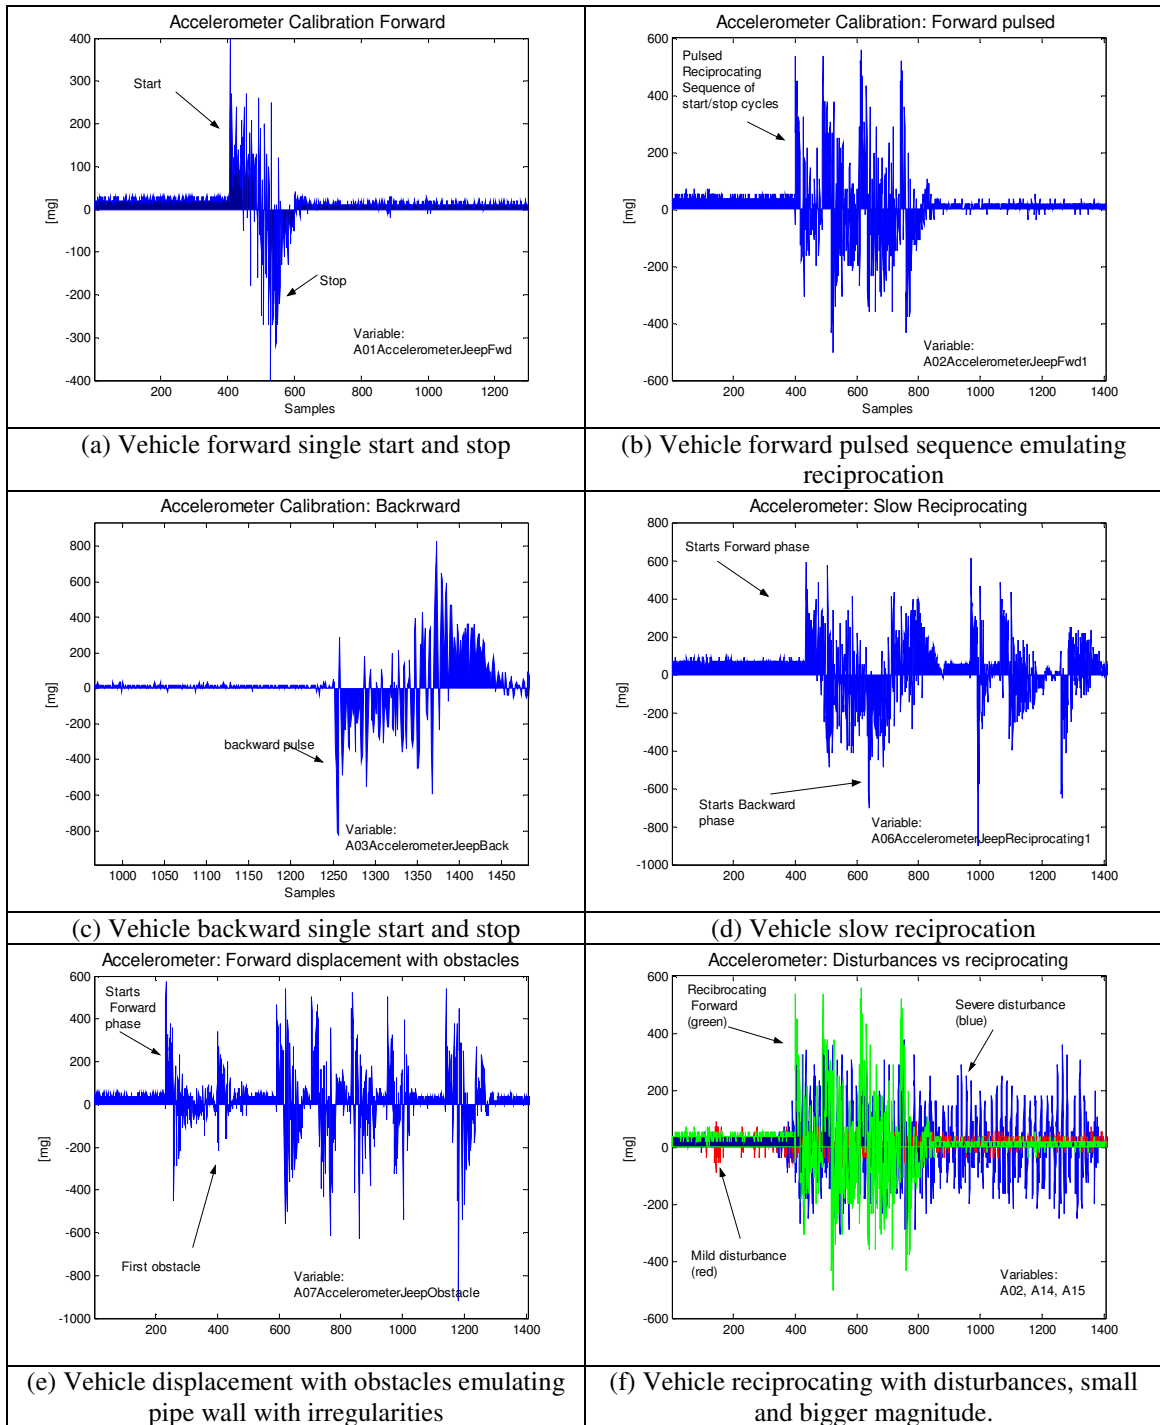 Accelerometer Calibration Forward
400
300
200
100
0
-100
-200
-300
-400
[mg]
Start
Stop
Variable:
A01AccelerometerJeepFwd
200
400
600
800
1000
1200
Samples
(a) Vehicle forward single start and stop
Accelerometer Calibration: Forward pulsed
600
400
200
0
-200
-400
-600
[mg]
Pulsed
Reciprocating
Sequence of
start/stop cycles
Variable:
A02AccelerometerJeepFwd1
200
400
600
800
1000
1200
1400
Samples
(b) Vehicle forward pulsed sequence emulating
reciprocation
Accelerometer Calibration: Backrward
800
600
400
200
0
-200
-400
-600
-800
[mg]
backward pulse
Variable:
A03AccelerometerJeepBack
1000
1050
1100
1150
1200
1250
1300
1350
1400
1450
Samples
(c) Vehicle backward single start and stop
Accelerometer: Slow Reciprocating
800
600
400
200
0
-200
-400
-600
-800
-1000
[mg]
Starts Forward phase
Starts Backward
phase
Variable:
A06AccelerometerJeepReciprocating1
200
400
600
800
1000
1200
1400
(d) Vehicle slow reciprocation
Accelerometer: Forward displacement with obstacles
600
400
200
0
-200
-400
-600
-800
-1000
[mg]
Starts
Forward
phase
First obstacle
Variable:
A07AccelerometerJeepObstacle
200
400
600
800
1000
1200
1400
(e) Vehicle displacement with obstacles emulating
pipe wall with irregularities
Accelerometer: Disturbances vs reciprocating
600
400
200
0
-200
-400
-600
[mg]
Recibrocating
Forward
(green)
Severe disturbance
(blue)
Mild disturbance
(red)
Variables:
A02, A14, A15
200
400
600
800
1000
1200
1400
(f) Vehicle reciprocating with disturbances, small
and bigger magnitude.